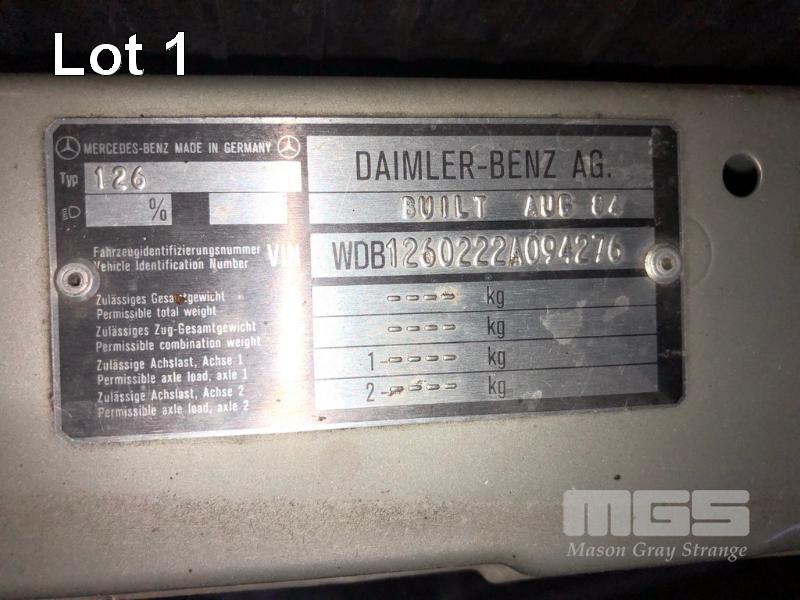 Lot 1
MERCEDES-BENZ MADE IN GERMANY
Typ 126
%
DAIMLER-BENZ AG.
BUILT AUG 84
Fahrzeugidentifizierungsnummer
Vehicle Identification Number
VIN
WDB1260222A094276
Zulässiges Gesamtgewicht
Permissible total weight
---- kg
Zulässiges Zug-Gesamtgewicht
Permissible combination weight
---- kg
Zulässige Achslast, Achse 1
Permissible axle load, axle 1
1----- kg
Zulässige Achslast, Achse 2
Permissible axle load, axle 2
2----- kg
MGS
Mason Gray Strange